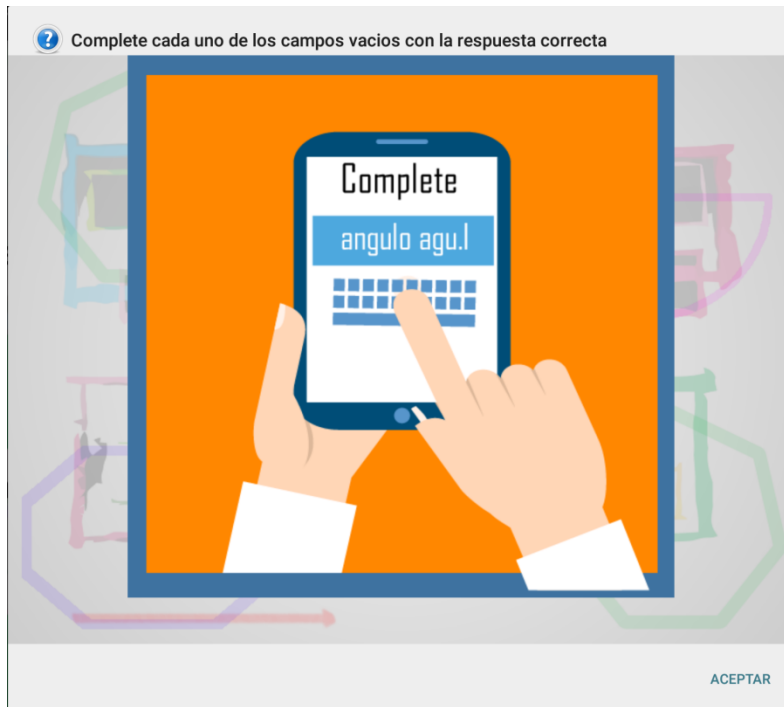 Complete cada uno de los campos vacios con la respuesta correcta
Complete
angulo agu.l
ACEPTAR